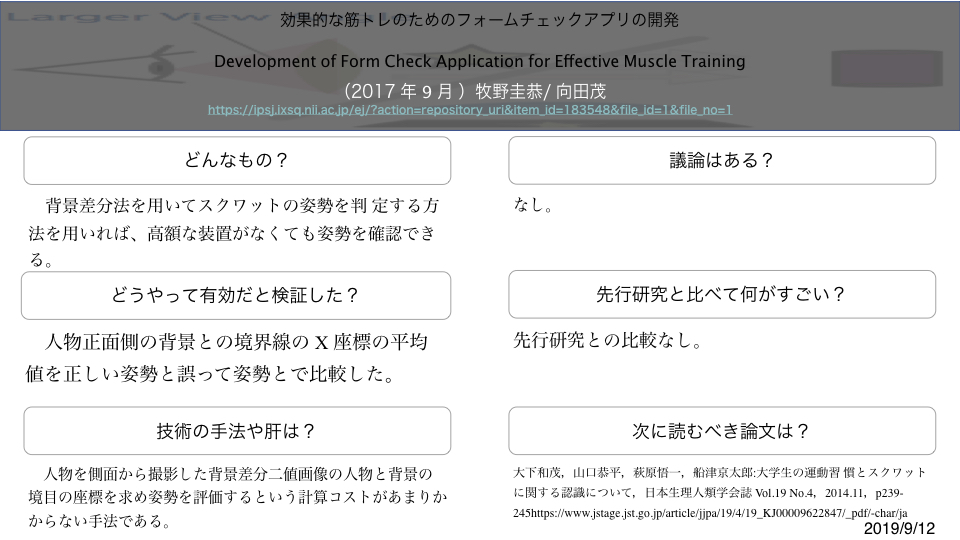 Larger View
効果的な筋トレのためのフォームチェックアプリの開発
Development of Form Check Application for Effective Muscle Training
（2017 年 9 月 ）牧野圭恭/ 向田茂
https://ipsj.ixsq.nii.ac.jp/ej/?action=repository_uri&item_id=183548&file_id=1&file_no=1
どんなもの？
背景差分法を用いてスクワットの姿勢を判 定する方
法を用いれば、高額な装置がなくても姿勢を確認でき
る。
どうやって有効だと検証した？
人物正面側の背景との境界線の X 座標の平均
値を正しい姿勢と誤って姿勢とで比較した。
技術の手法や肝は？
人物を側面から撮影した背景差分二値画像の人物と背景の
境目の座標を求め姿勢を評価するという計算コストがあまりか
からない手法である。
議論はある？
なし。
先行研究と比べて何がすごい？
先行研究との比較なし。
次に読むべき論文は？
大下和茂，山口恭平，萩原悟一，船津京太郎:大学生の運動習 慣とスクワット
に関する認識について，日本生理人類学会誌 Vol.19 No.4，2014.11，p239-
245https://www.jstage.jst.go.jp/article/jjpa/19/4/19_KJ00009622847/_pdf/-char/ja
2019/9/12